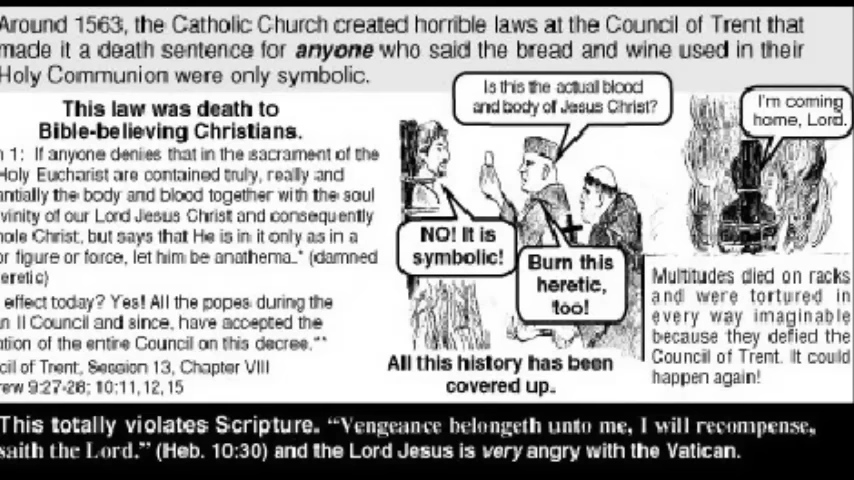 Around 1563, the Catholic Church created horrible laws at the Council of Trent that
made it a death sentence for anyone who said the bread and wine used in their
Holy Communion were only symbolic.
This law was death to
Bible-believing Christians.
1: If anyone denies that in the sacrament of the
Holy Eucharist are contained truly, really and
antially the body and blood together with the soul
vinity of our Lord Jesus Christ and consequently
hole Christ, but says that He is in it only as in a
or figure or force, let him be anathema.* (damned
eretic)
effect today? Yes! All the popes during the
n II Council and since, have accepted the
ation of the entire Council on this decree.**
cil of Trent, Session 13, Chapter VIII
rew 9:27-28; 10:11,12,15
Is this the actual blood
and body of Jesus Christ?
NO! It is
symbolic!
Burn this
heretic,
too!
All this history has been
covered up.
I'm coming
home, Lord.
Multitudes died on racks
and were tortured in
every way imaginable
because they defied the
Council of Trent. It could
happen again!
This totally violates Scripture. "Vengeance belongeth unto me, I will recompense,
saith the Lord." (Heb. 10:30) and the Lord Jesus is very angry with the Vatican.